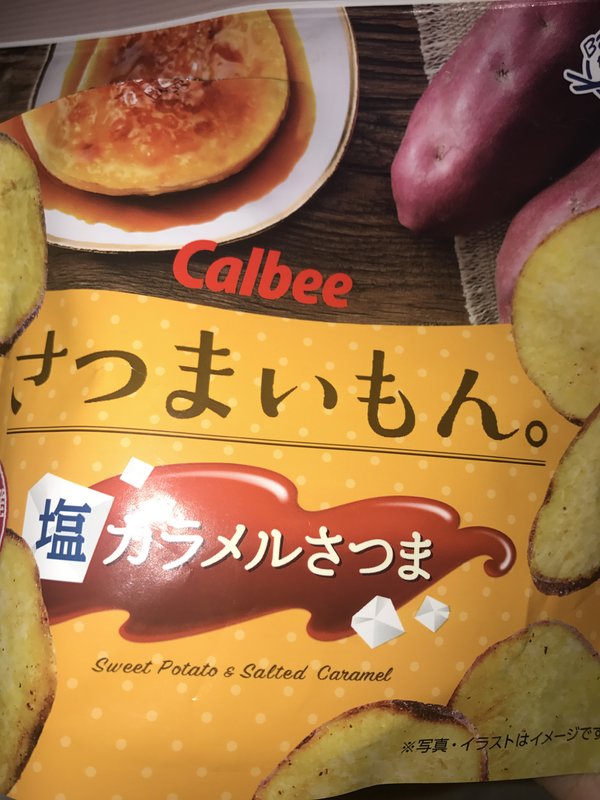 Calbee
さつまいもん。
塩カラメルさつま
Sweet Potato & Salted Caramel
※写真・イラストはイメージです